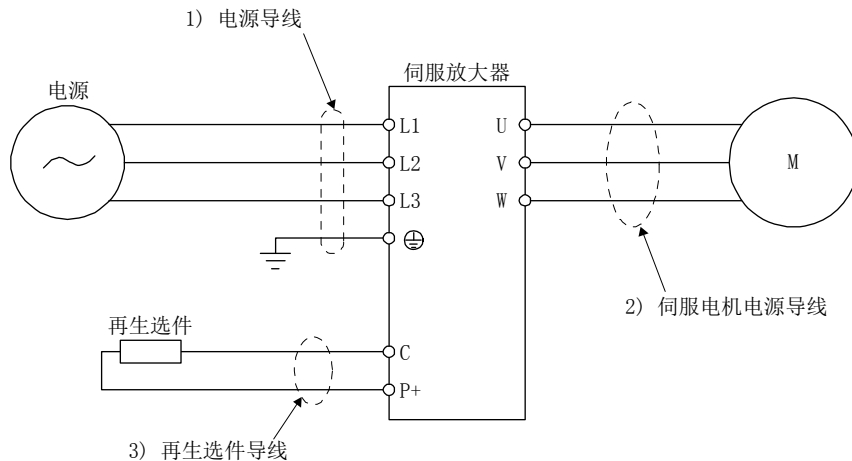 1) 电源导线
伺服放大器
电源
L1
U
L2
V
M
L3
W
2) 伺服电机电源导线
再生选件
C
P+
3) 再生选件导线